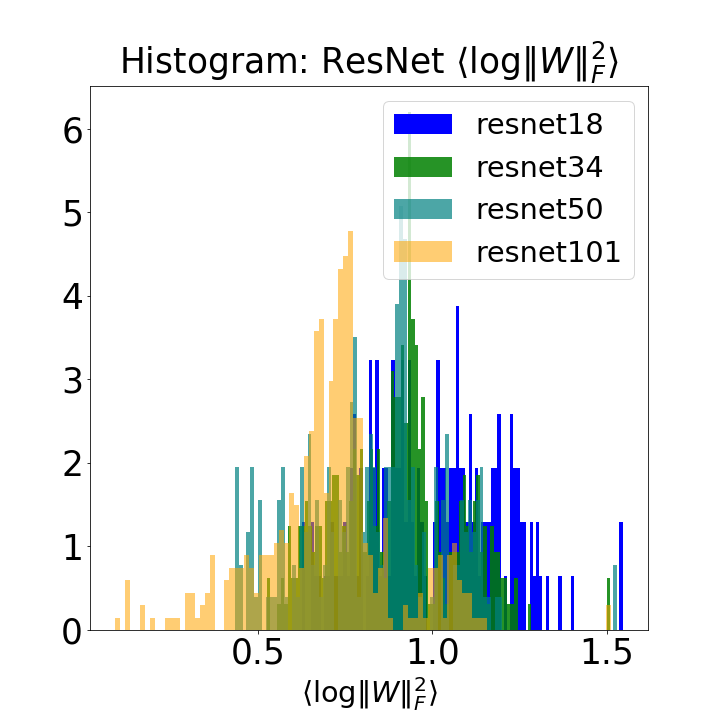 Histogram: ResNet ⟨log‖W‖²_F⟩
6
5
4
3
2
1
0
resnet18
resnet34
resnet50
resnet101
0.5 1.0 1.5
⟨log‖W‖²_F⟩